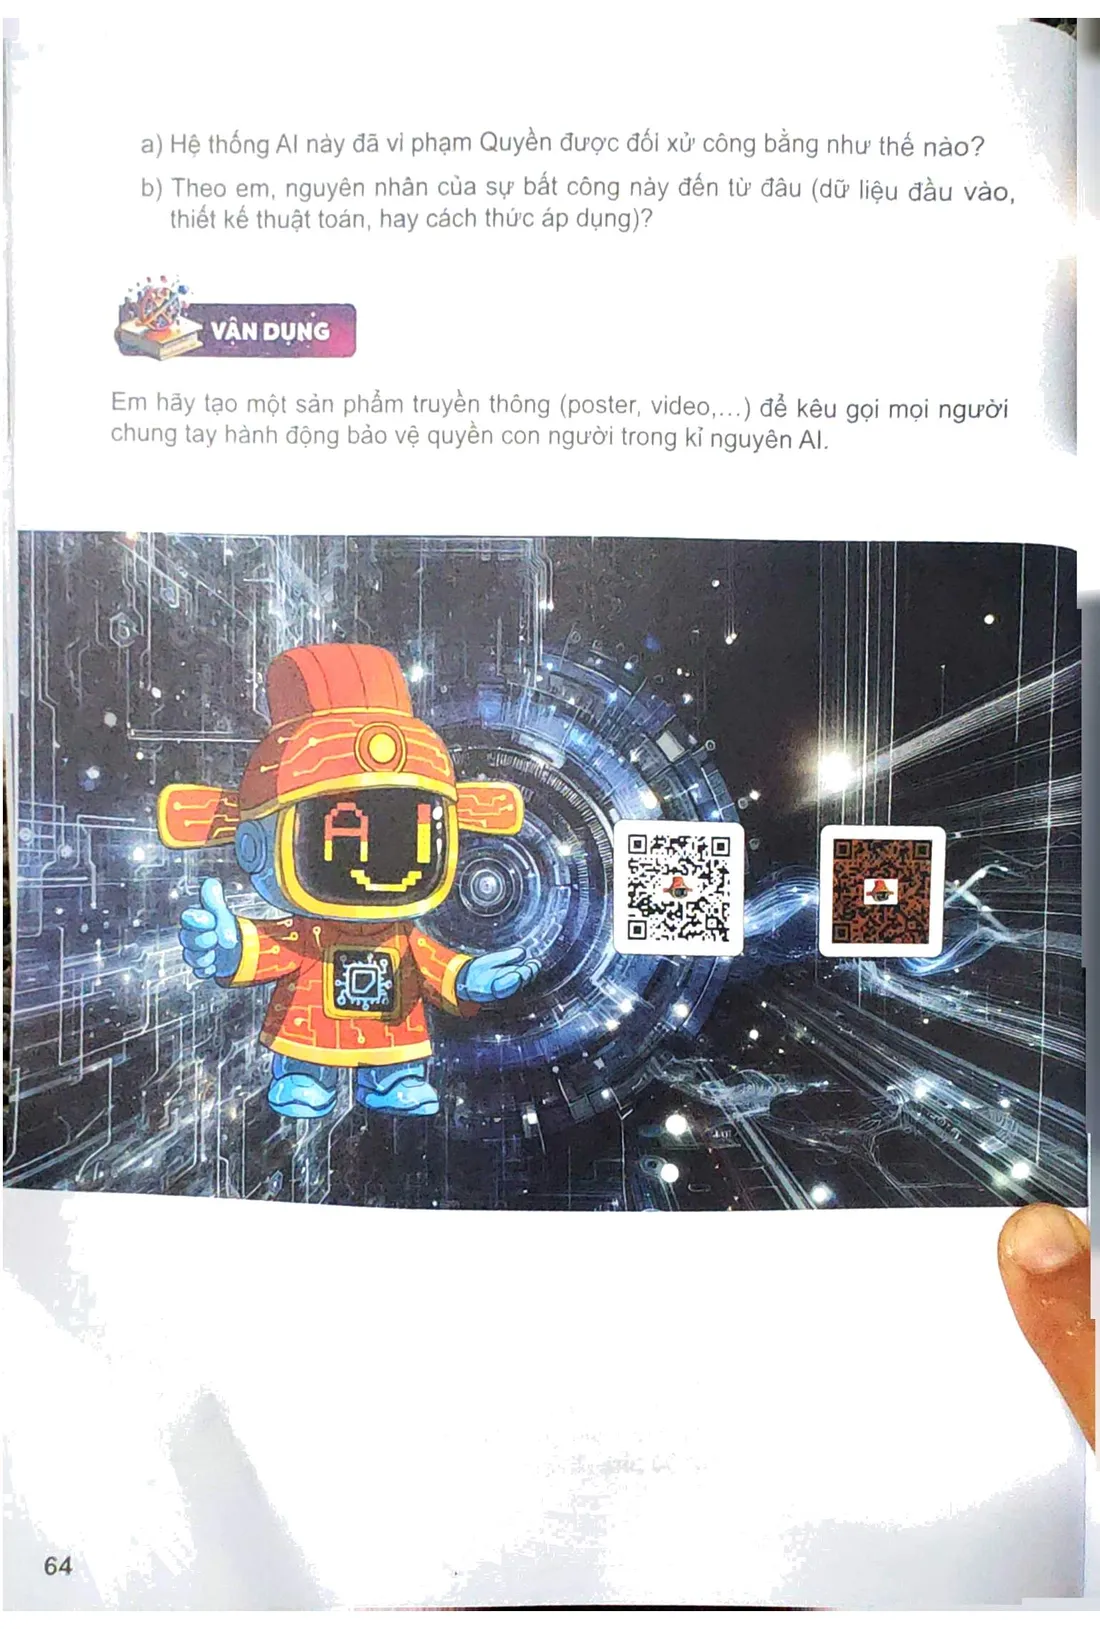 a) Hệ thống AI này đã vi phạm Quyền được đối xử công bằng như thế nào?
b) Theo em, nguyên nhân của sự bất công này đến từ đâu (dữ liệu đầu vào,
thiết kế thuật toán, hay cách thức áp dụng)?
VẬN DỤNG
Em hãy tạo một sản phẩm truyền thông (poster, video,...) để kêu gọi mọi người
chung tay hành động bảo vệ quyền con người trong kỉ nguyên AI.
AI
64